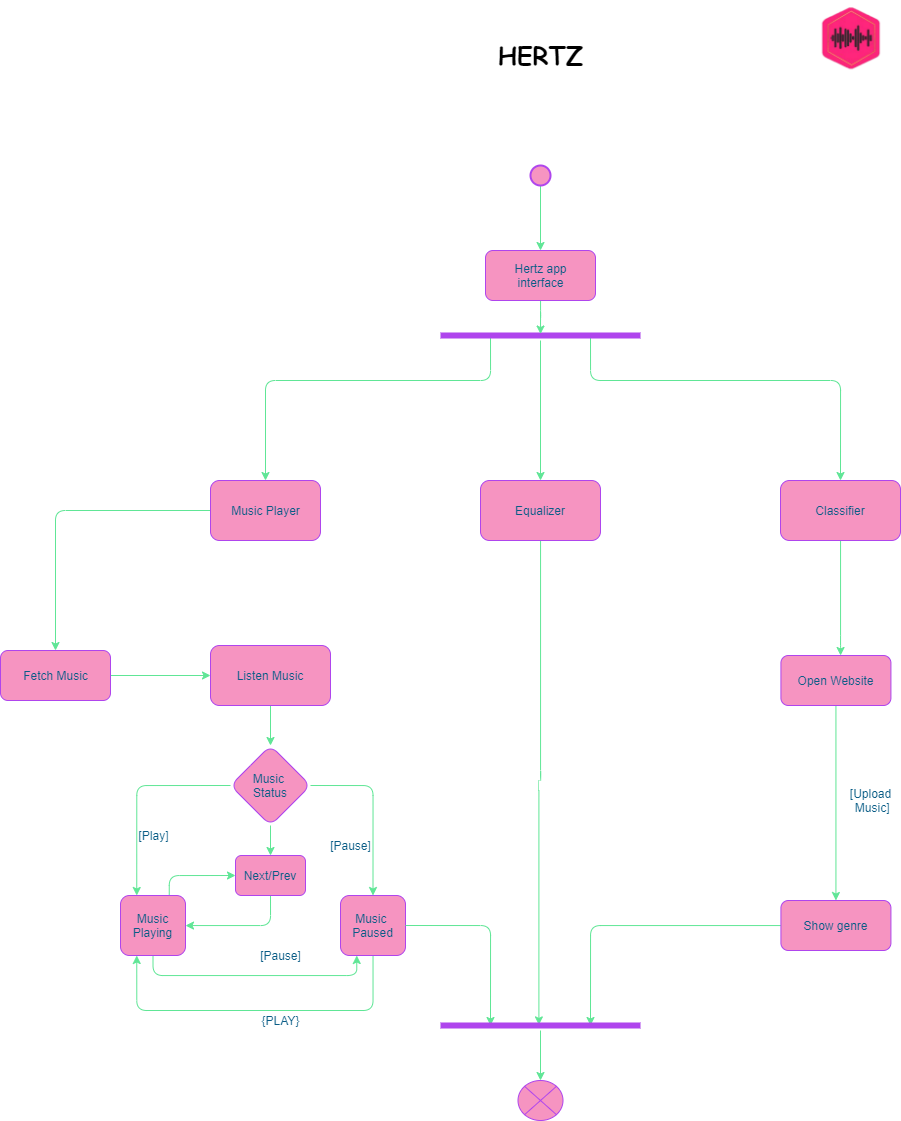 HERTZ
Hertz app
interface
Music Player
Equalizer
Classifier
Fetch Music
Listen Music
Open Website
Music
Status
[Upload
Music]
[Play]
[Pause]
Next/Prev
Music
Playing
Music
Paused
Show genre
[Pause]
{PLAY}